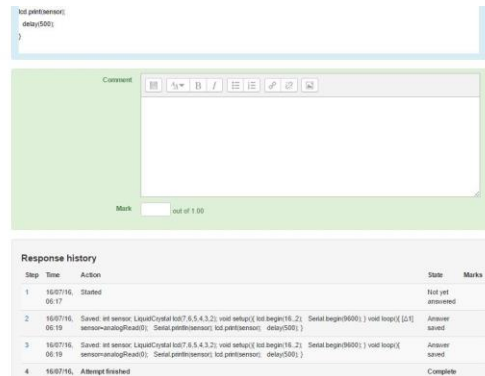 lcd.print(sensor);
delay(500);
}
Comment
B I
Mark
out of 1.00
Response history
Step Time Action State Marks
1 16/07/16, 06:17 Started Not yet answered
2 16/07/16, 06:19 Saved: int sensor; LiquidCrystal lcd(7,6,5,4,3,2); void setup(){ lcd.begin(16,,2); Serial.begin(9600); } void loop(){
sensor=analogRead(0); Serial.println(sensor); lcd.print(sensor); delay(500); } Answer saved
3 16/07/16, 06:19 Saved: int sensor; LiquidCrystal lcd(7,6,5,4,3,2); void setup(){ lcd.begin(16,,2); Serial.begin(9600); } void loop(){
sensor=analogRead(0); Serial.println(sensor); lcd.print(sensor); delay(500); } Answer saved
4 16/07/16, Attempt finished Complete